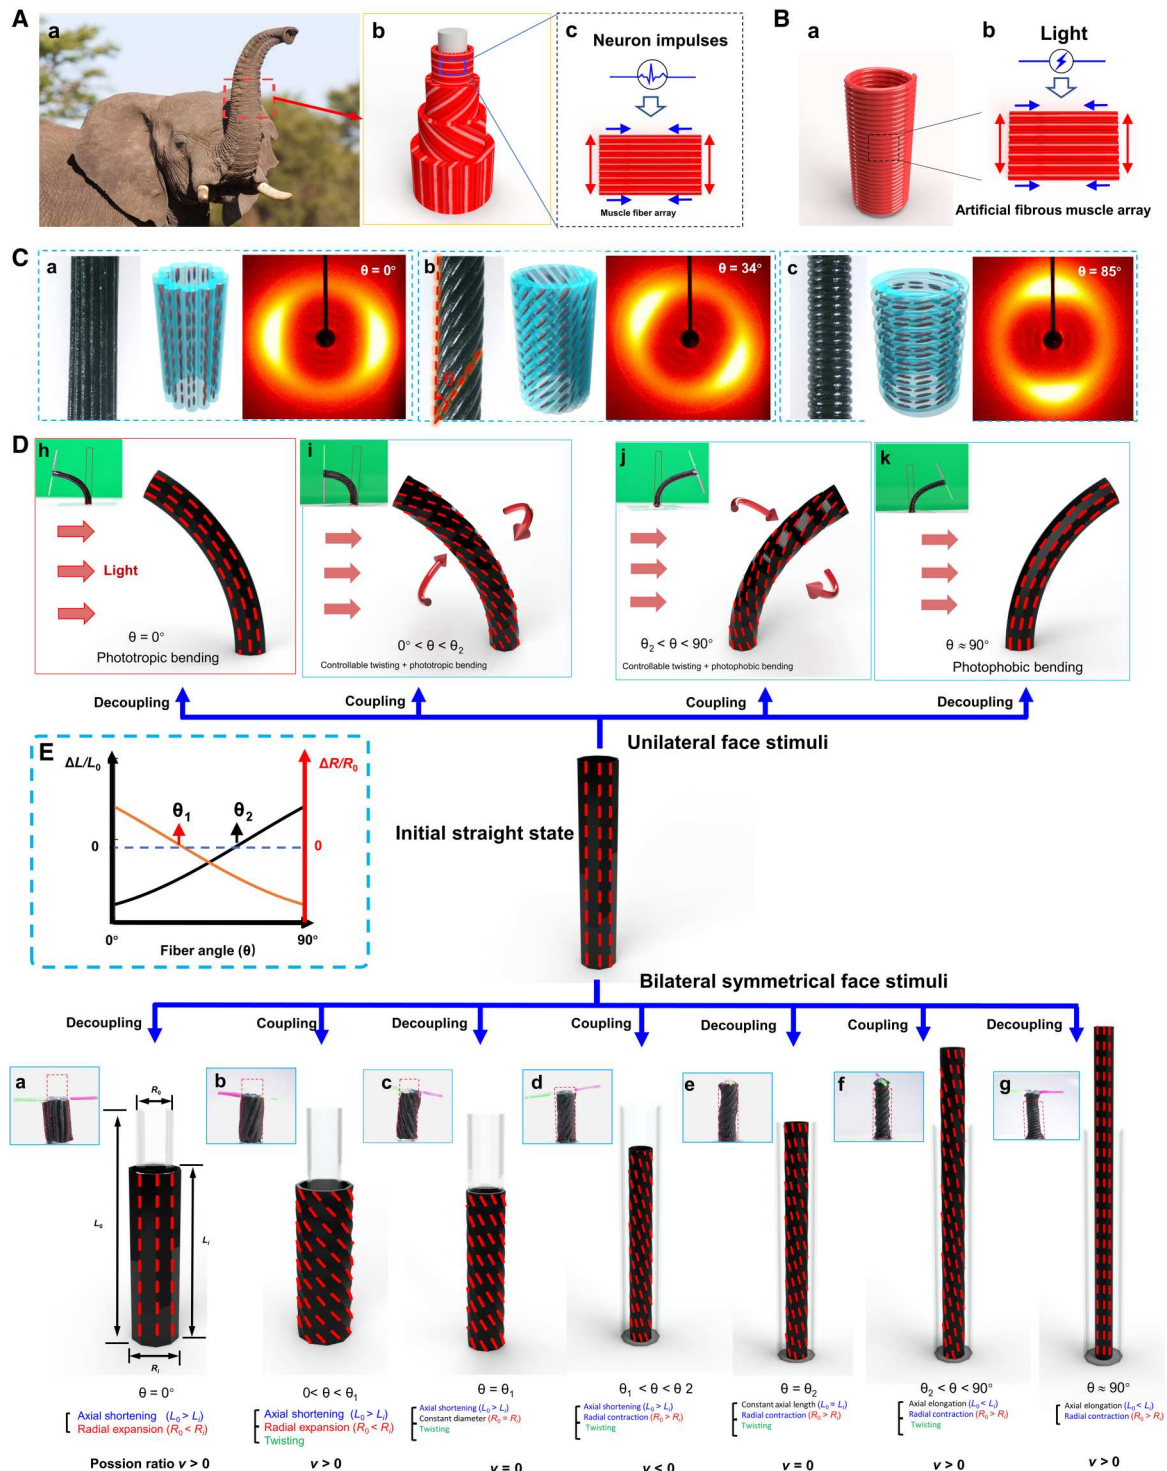 A
a
b
c
Neuron impulses
Muscle fiber array
B
a
b
Light
Artificial fibrous muscle array
C
a
θ = 0°
b
θ
θ = 34°
c
θ = 85°
D
h
Light
θ = 0°
Phototropic bending
i
0° < θ < θ2
Controllable twisting + phototropic bending
j
θ2 < θ < 90°
Controllable twisting + photophobic bending
k
θ ≈ 90°
Photophobic bending
Decoupling
Coupling
Coupling
Decoupling
Unilateral face stimuli
E
ΔL/L0
ΔR/R0
θ1
θ2
0
0
0°
90°
Fiber angle (θ)
Initial straight state
Bilateral symmetrical face stimuli
Decoupling
Coupling
Decoupling
Coupling
Decoupling
Coupling
Decoupling
a
R0
L0
Li
Ri
θ = 0°
Axial shortening (L0 > Li)
Radial expansion (R0 < Ri)
Possion ratio v > 0
b
0< θ < θ1
Axial shortening (L0 > Li)
Radial expansion (R0 < Ri)
Twisting
v > 0
c
θ = θ1
Axial shortening (L0 > Li)
Constant diameter (R0 = Ri)
Twisting
v = 0
d
θ1 < θ < θ 2
Axial shortening (L0 > Li)
Radial contraction (R0 > Ri)
Twisting
v < 0
e
θ = θ2
Constant axial length (L0 = Li)
Radial contraction (R0 > Ri)
Twisting
v = 0
f
θ2 < θ < 90°
Axial elongation (L0 < Li)
Radial contraction (R0 > Ri)
Twisting
v > 0
g
θ ≈ 90°
Axial elongation (L0 < Li)
Radial contraction (R0 > Ri)
v > 0